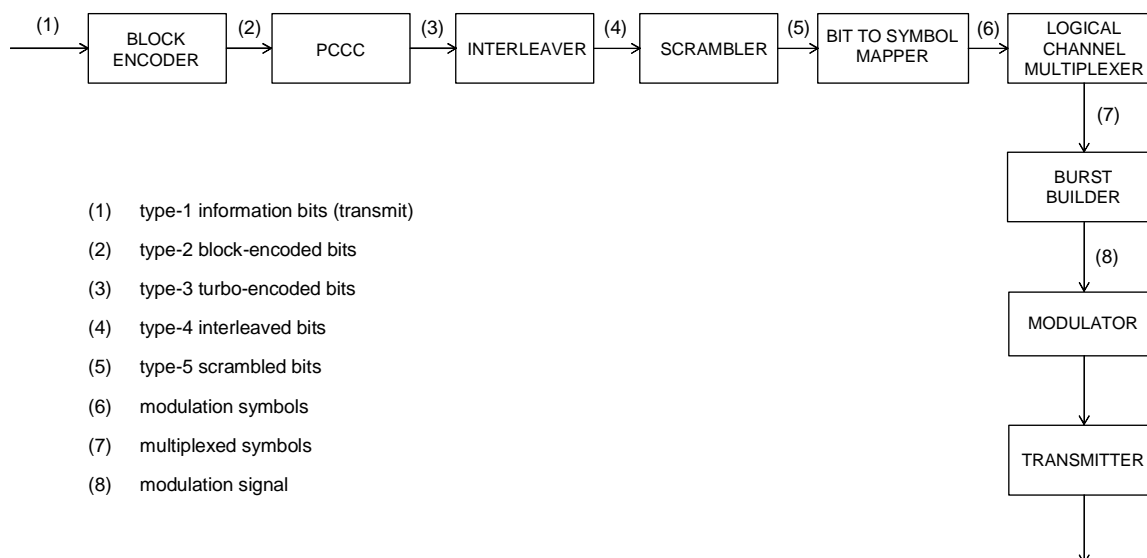 (1)
BLOCK
ENCODER
(2)
PCCC
(3)
INTERLEAVER
(4)
SCRAMBLER
(5)
BIT TO SYMBOL
MAPPER
(6)
LOGICAL
CHANNEL
MULTIPLEXER
(7)
BURST
BUILDER
(8)
MODULATOR
TRANSMITTER
(1) type-1 information bits (transmit)
(2) type-2 block-encoded bits
(3) type-3 turbo-encoded bits
(4) type-4 interleaved bits
(5) type-5 scrambled bits
(6) modulation symbols
(7) multiplexed symbols
(8) modulation signal